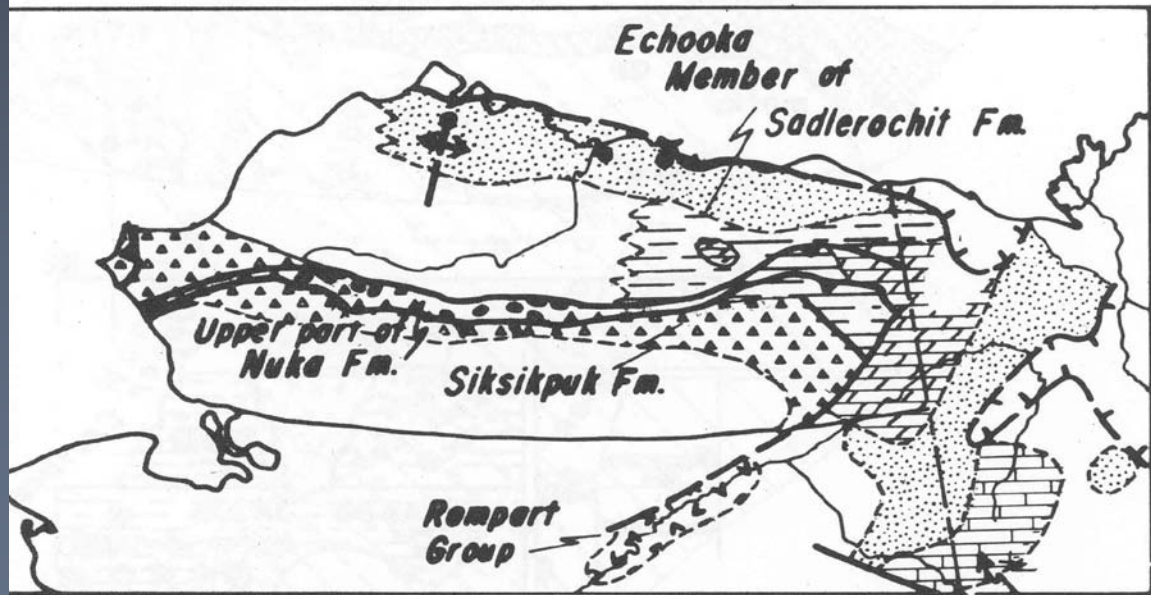 Echooka
Member of
Sadlerochit Fm.
Upper part of
Nuka Fm.
Siksikpuk Fm.
Rampart
Group